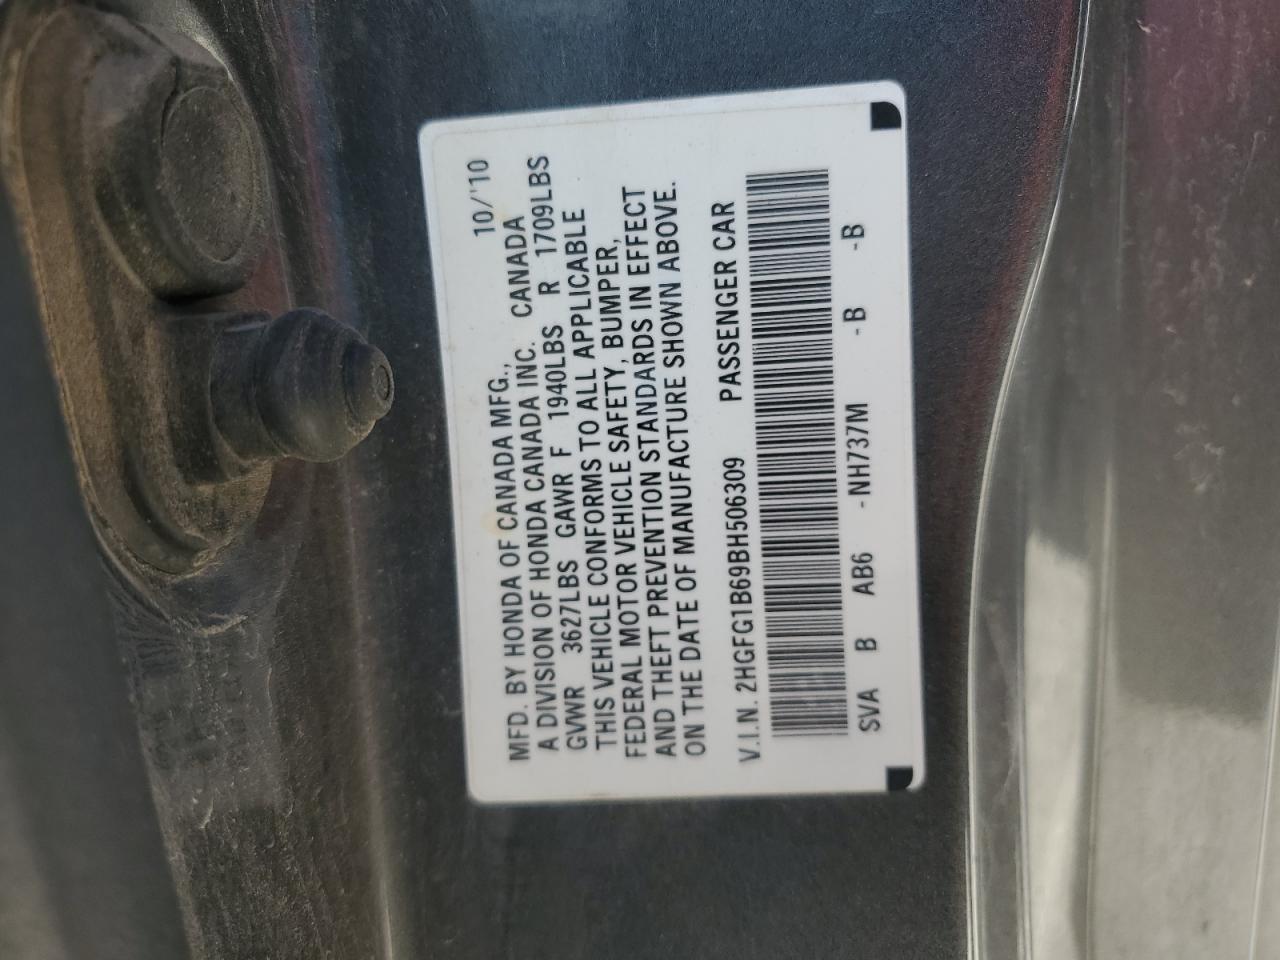 10/'10
MFD. BY HONDA OF CANADA MFG.,
A DIVISION OF HONDA CANADA INC. CANADA
GVWR 3627LBS GAWR F 1940LBS R 1709LBS
THIS VEHICLE CONFORMS TO ALL APPLICABLE
FEDERAL MOTOR VEHICLE SAFETY, BUMPER,
AND THEFT PREVENTION STANDARDS IN EFFECT
ON THE DATE OF MANUFACTURE SHOWN ABOVE.
V.I.N. 2HGFG1B69BH506309 PASSENGER CAR
SVA B AB6 -NH737M -B -B